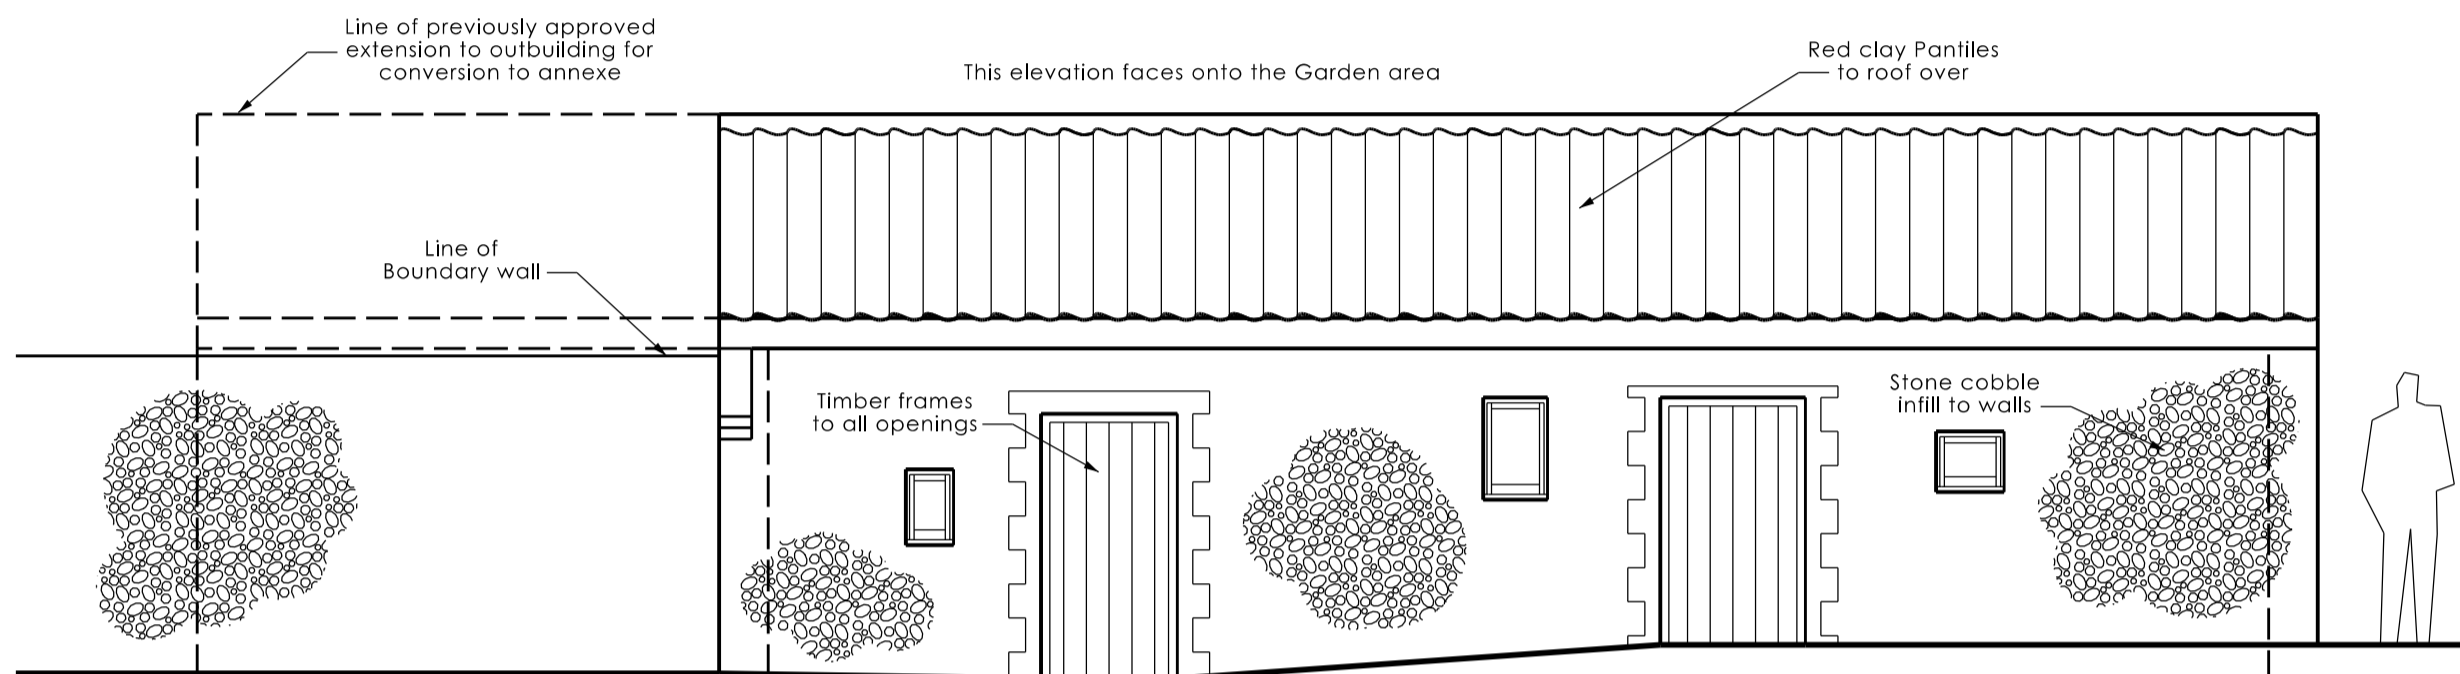 Line of previously approved
extension to outbuilding for
conversion to annexe
This elevation faces onto the Garden area
Red clay Pantiles
to roof over
Line of
Boundary wall
Timber frames
to all openings
Stone cobble
infill to walls